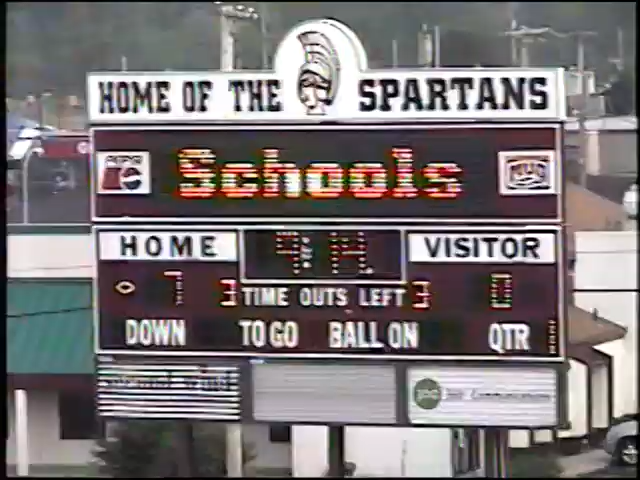 HOME OF THE SPARTANS
Schools
HOME VISITOR
7 3 TIME OUTS LEFT 3 0
DOWN TO GO BALL ON QTR